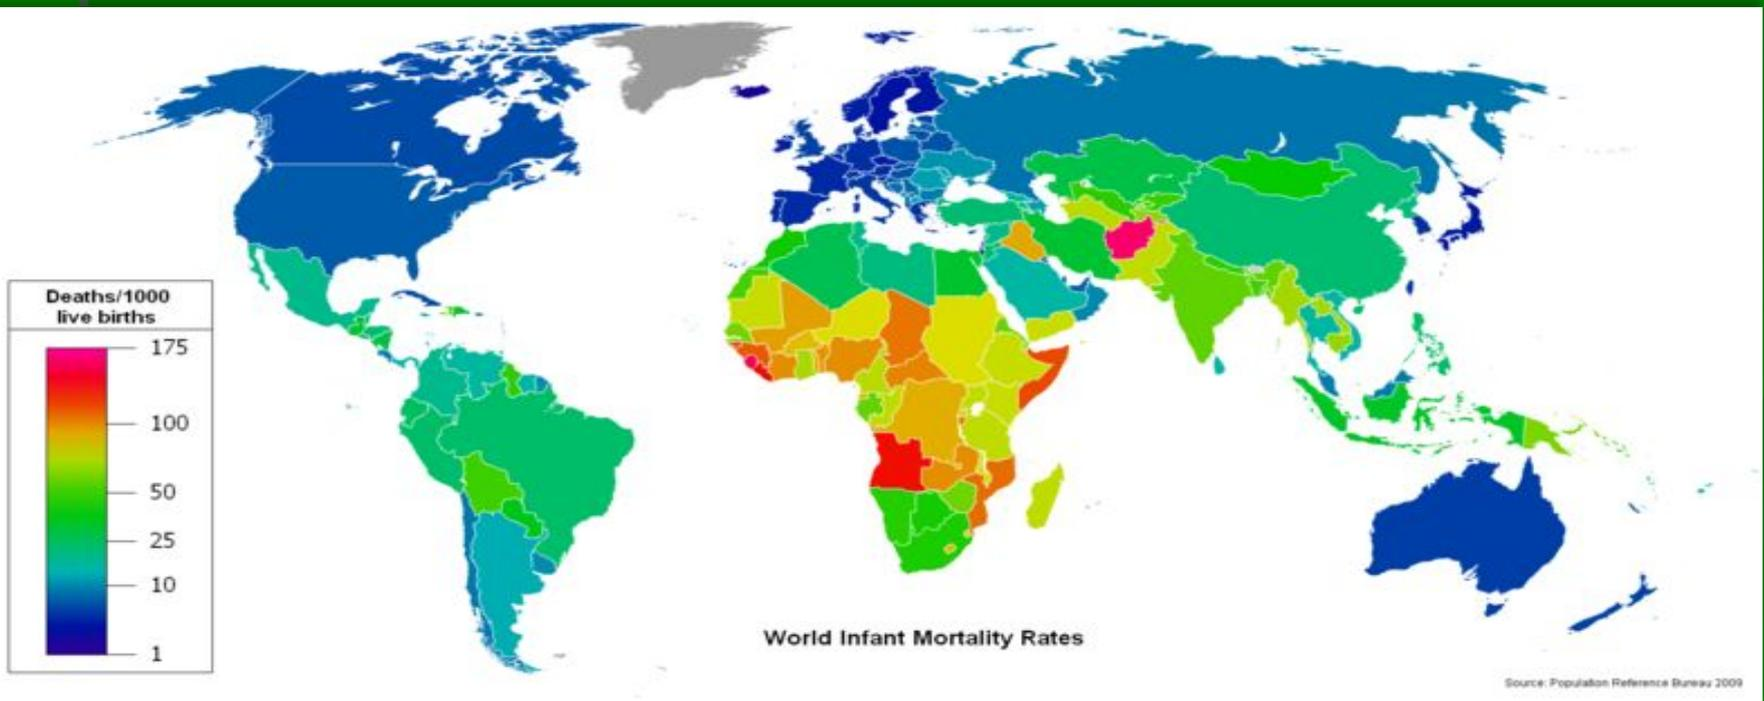 Deaths/1000
live births
175
100
50
25
10
1
World Infant Mortality Rates
Source: Population Reference Bureau 2009